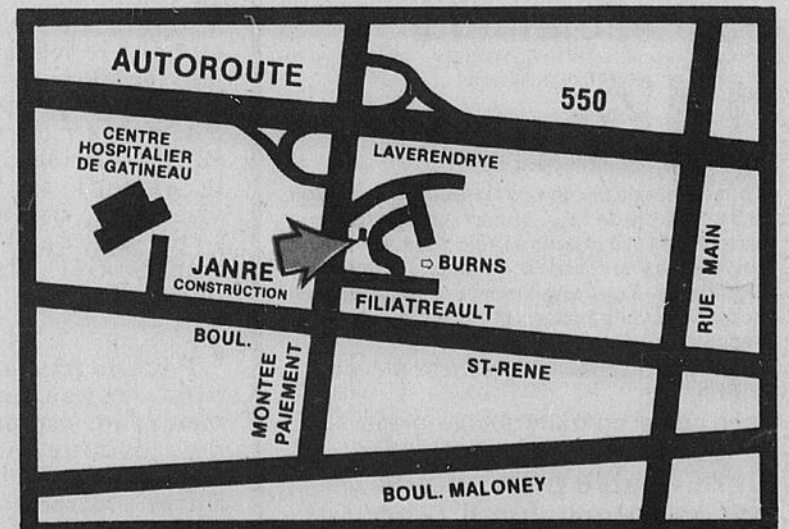 AUTOROUTE
550
CENTRE
HOSPITALIER
DE GATINEAU
LAVERENDRYE
JANRE
CONSTRUCTION
BURNS
FILIATREAULT
RUE MAIN
BOUL.
ST-RENE
MONTEE
PAIEMENT
BOUL. MALONEY